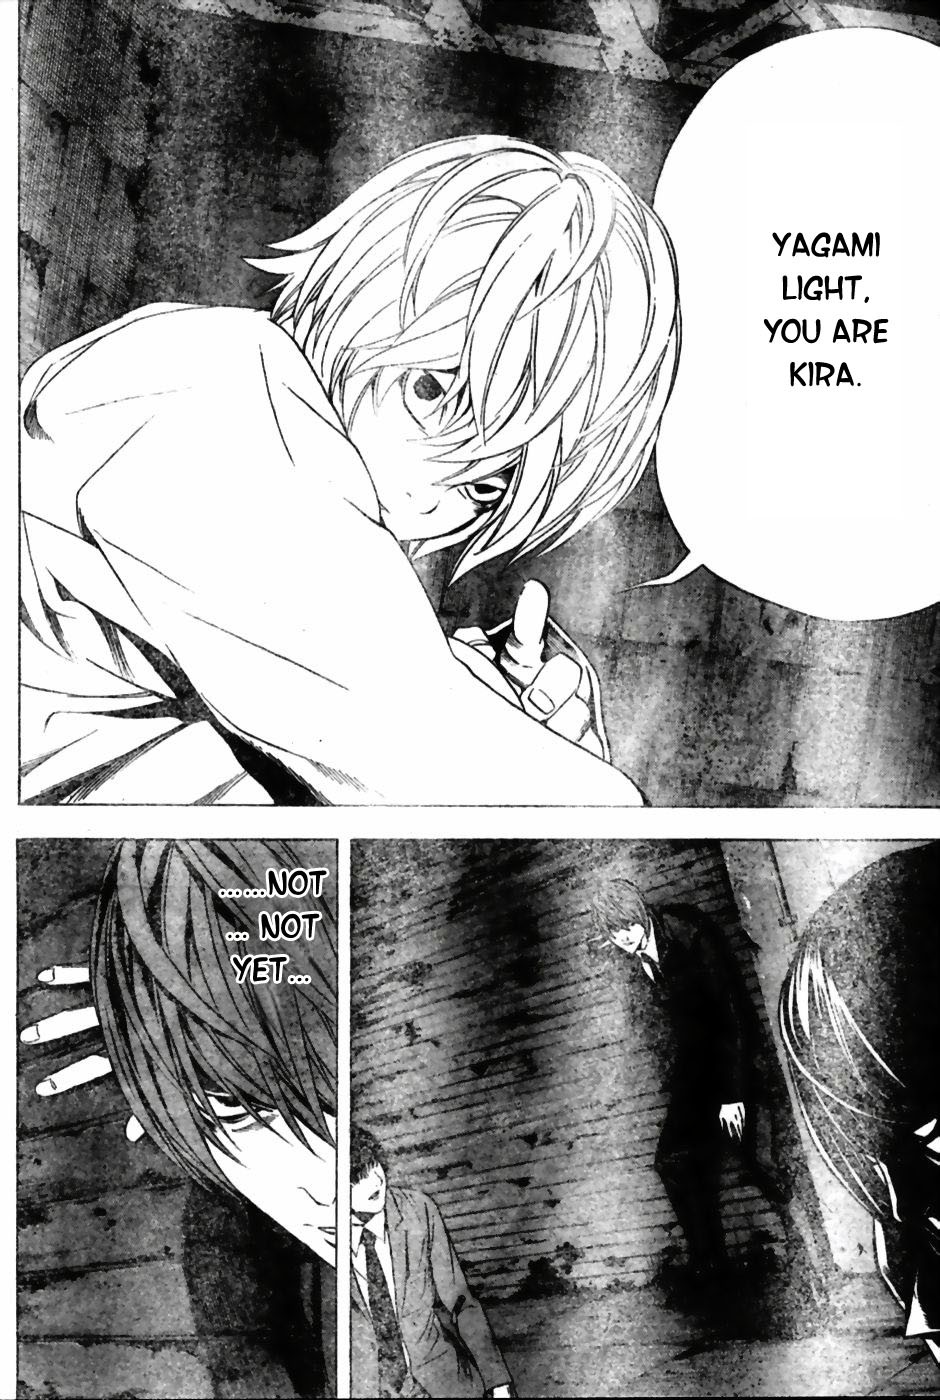 YAGAMI
LIGHT,
YOU ARE
KIRA.
......NOT
... NOT
YET...